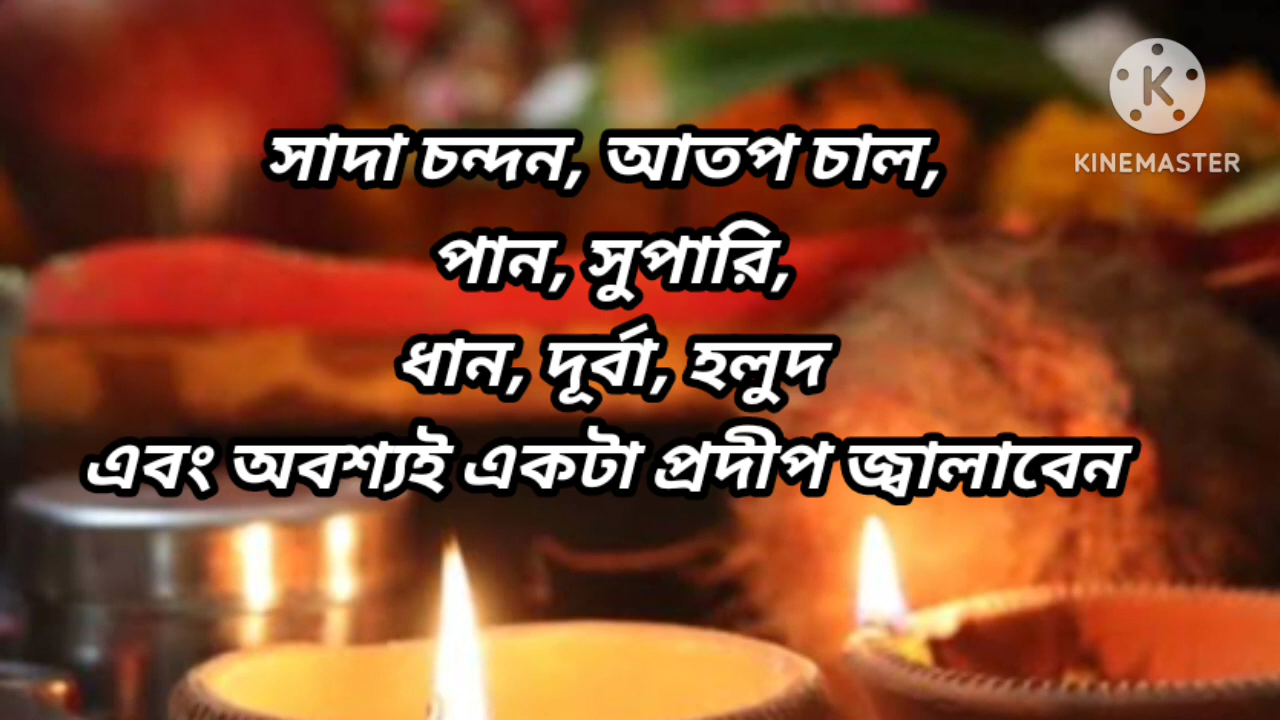 সাদা চন্দন, আতপ চাল,
পান, সুপারি,
ধান, দূর্বা, হলুদ
এবং অবশ্যই একটা প্রদীপ জ্বালাবেন
K
KINEMASTER